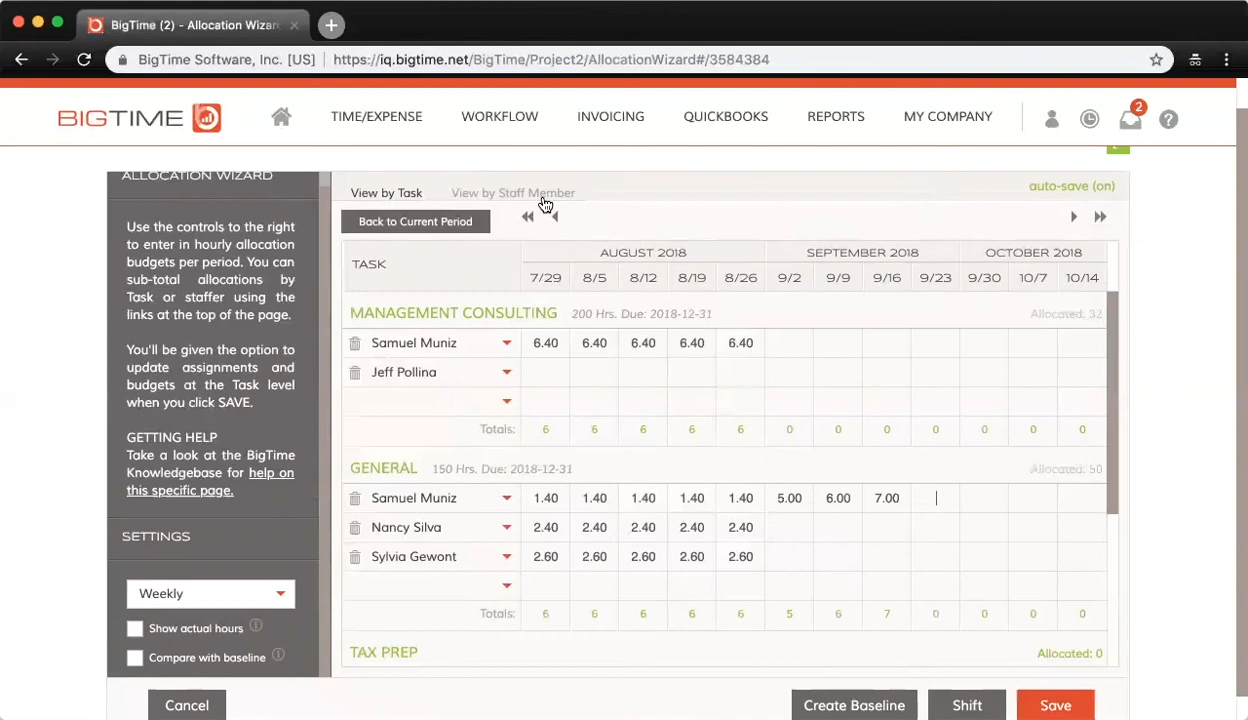 BigTime (2) - Allocation Wizar
BigTime Software, Inc. [US] https://iq.bigtime.net/BigTime/Project2/AllocationWizard#/3584384
BIGTIME TIME/EXPENSE WORKFLOW INVOICING QUICKBOOKS REPORTS MY COMPANY 2
ALLOCATION WIZARD
Use the controls to the right
to enter in hourly allocation
budgets per period. You can
sub-total allocations by
Task or staffer using the
links at the top of the page.
You'll be given the option to
update assignments and
budgets at the Task level
when you click SAVE.
GETTING HELP
Take a look at the BigTime
Knowledgebase for help on
this specific page.
SETTINGS
Weekly
Show actual hours
Compare with baseline
View by Task View by Staff Member auto-save (on)
Back to Current Period
TASK AUGUST 2018 SEPTEMBER 2018 OCTOBER 2018
7/29 8/5 8/12 8/19 8/26 9/2 9/9 9/16 9/23 9/30 10/7 10/14
MANAGEMENT CONSULTING 200 Hrs. Due: 2018-12-31 Allocated: 32
Samuel Muniz 6.40 6.40 6.40 6.40 6.40
Jeff Pollina
Totals: 6 6 6 6 6 0 0 0 0 0 0 0
GENERAL 150 Hrs. Due: 2018-12-31 Allocated: 50
Samuel Muniz 1.40 1.40 1.40 1.40 1.40 5.00 6.00 7.00
Nancy Silva 2.40 2.40 2.40 2.40 2.40
Sylvia Gewont 2.60 2.60 2.60 2.60 2.60
Totals: 6 6 6 6 6 5 6 7 0 0 0 0
TAX PREP Allocated: 0
Cancel Create Baseline Shift Save